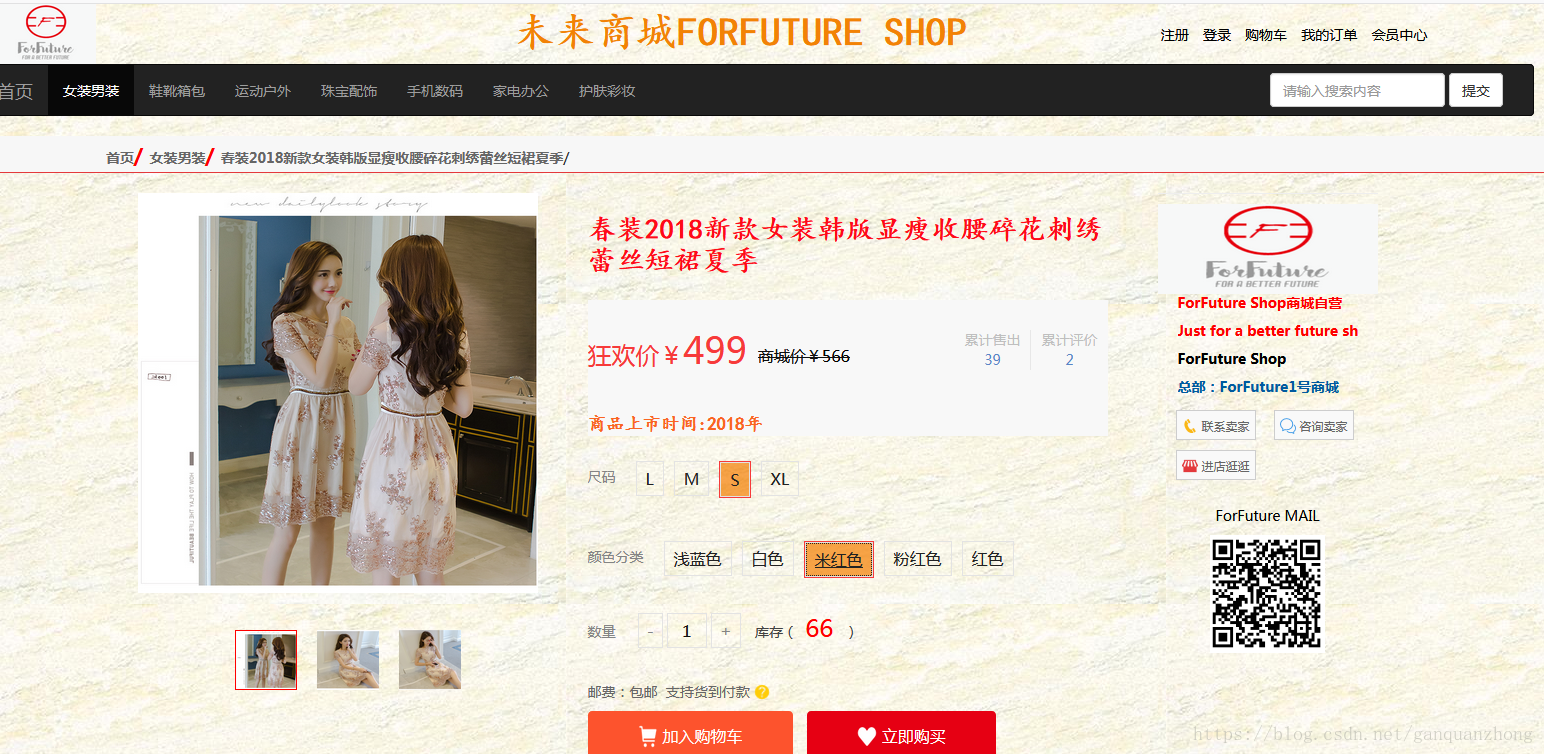 ForFuture
FOR A BETTER FUTURE
未来商城FORFUTURE SHOP
注册 登录 购物车 我的订单 会员中心
首页 女装男装 鞋靴箱包 运动户外 珠宝配饰 手机数码 家电办公 护肤彩妆 请输入搜索内容 提交
首页/ 女装男装/ 春装2018新款女装韩版显瘦收腰碎花刺绣蕾丝短裙夏季/
new dailylook story
春装2018新款女装韩版显瘦收腰碎花刺绣
蕾丝短裙夏季
狂欢价￥499 商城价￥566
累计售出 累计评价
39 2
商品上市时间:2018年
尺码 L M S XL
颜色分类 浅蓝色 白色 米红色 粉红色 红色
数量 - 1 + 库存（ 66 ）
邮费：包邮 支持货到付款 ?
加入购物车 立即购买
ForFuture
FOR A BETTER FUTURE
ForFuture Shop商城自营
Just for a better future sh
ForFuture Shop
总部：ForFuture1号商城
联系卖家 咨询卖家
进店逛逛
ForFuture MAIL
https://blog.csdn.net/ganquanzhong